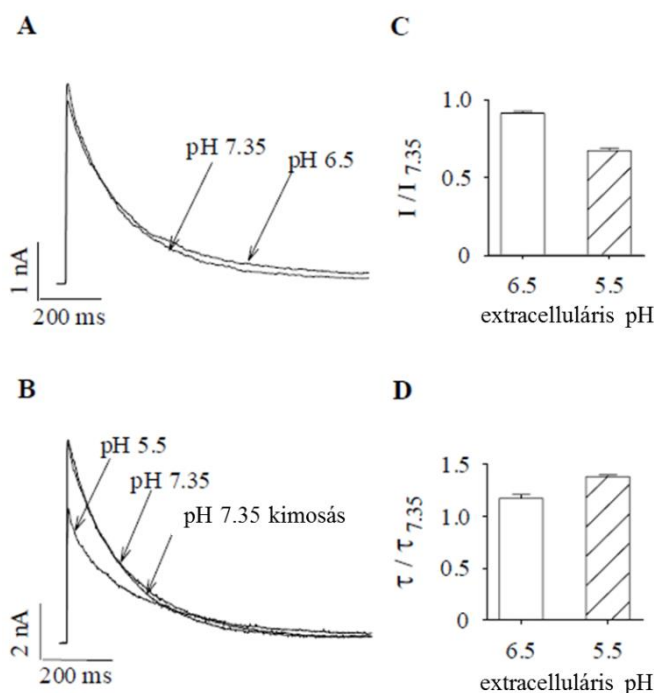 A
pH 7.35
pH 6.5
1 nA
200 ms
B
pH 5.5
pH 7.35
pH 7.35 kimosás
2 nA
200 ms
C
I / I 7.35
1.0
0.5
0
6.5 5.5
extracelluláris pH
D
τ / τ 7.35
1.5
1.0
0.5
0
6.5 5.5
extracelluláris pH